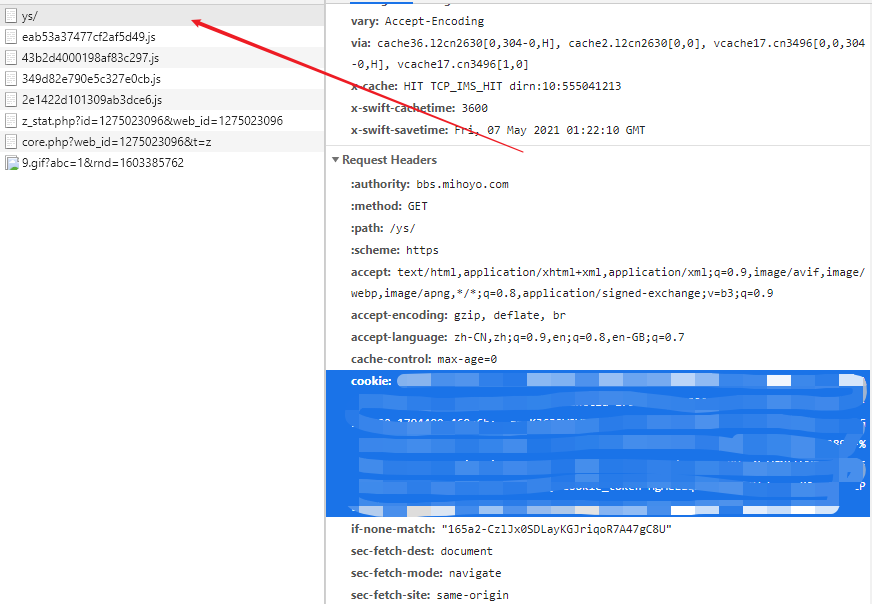 ys/
eab53a37477cf2af5d49.js
43b2d4000198af83c297.js
349d82e790e5c327e0cb.js
2e1422d101309ab3dce6.js
z_stat.php?id=1275023096&web_id=1275023096
core.php?web_id=1275023096&t=z
9.gif?abc=1&rnd=1603385762
vary: Accept-Encoding
via: cache36.l2cn2630[0,304-0,H], cache2.l2cn2630[0,0], vcache17.cn3496[0,0,304
-0,H], vcache17.cn3496[1,0]
x-cache: HIT TCP_IMS_HIT dirn:10:555041213
x-swift-cachetime: 3600
x-swift-savetime: Fri, 07 May 2021 01:22:10 GMT
Request Headers
:authority: bbs.mihoyo.com
:method: GET
:path: /ys/
:scheme: https
accept: text/html,application/xhtml+xml,application/xml;q=0.9,image/avif,image/
webp,image/apng,*/*;q=0.8,application/signed-exchange;v=b3;q=0.9
accept-encoding: gzip, deflate, br
accept-language: zh-CN,zh;q=0.9,en;q=0.8,en-GB;q=0.7
cache-control: max-age=0
cookie:
if-none-match: "165a2-CzlJx0SDLayKGJriqoR7A47gC8U"
sec-fetch-dest: document
sec-fetch-mode: navigate
sec-fetch-site: same-origin